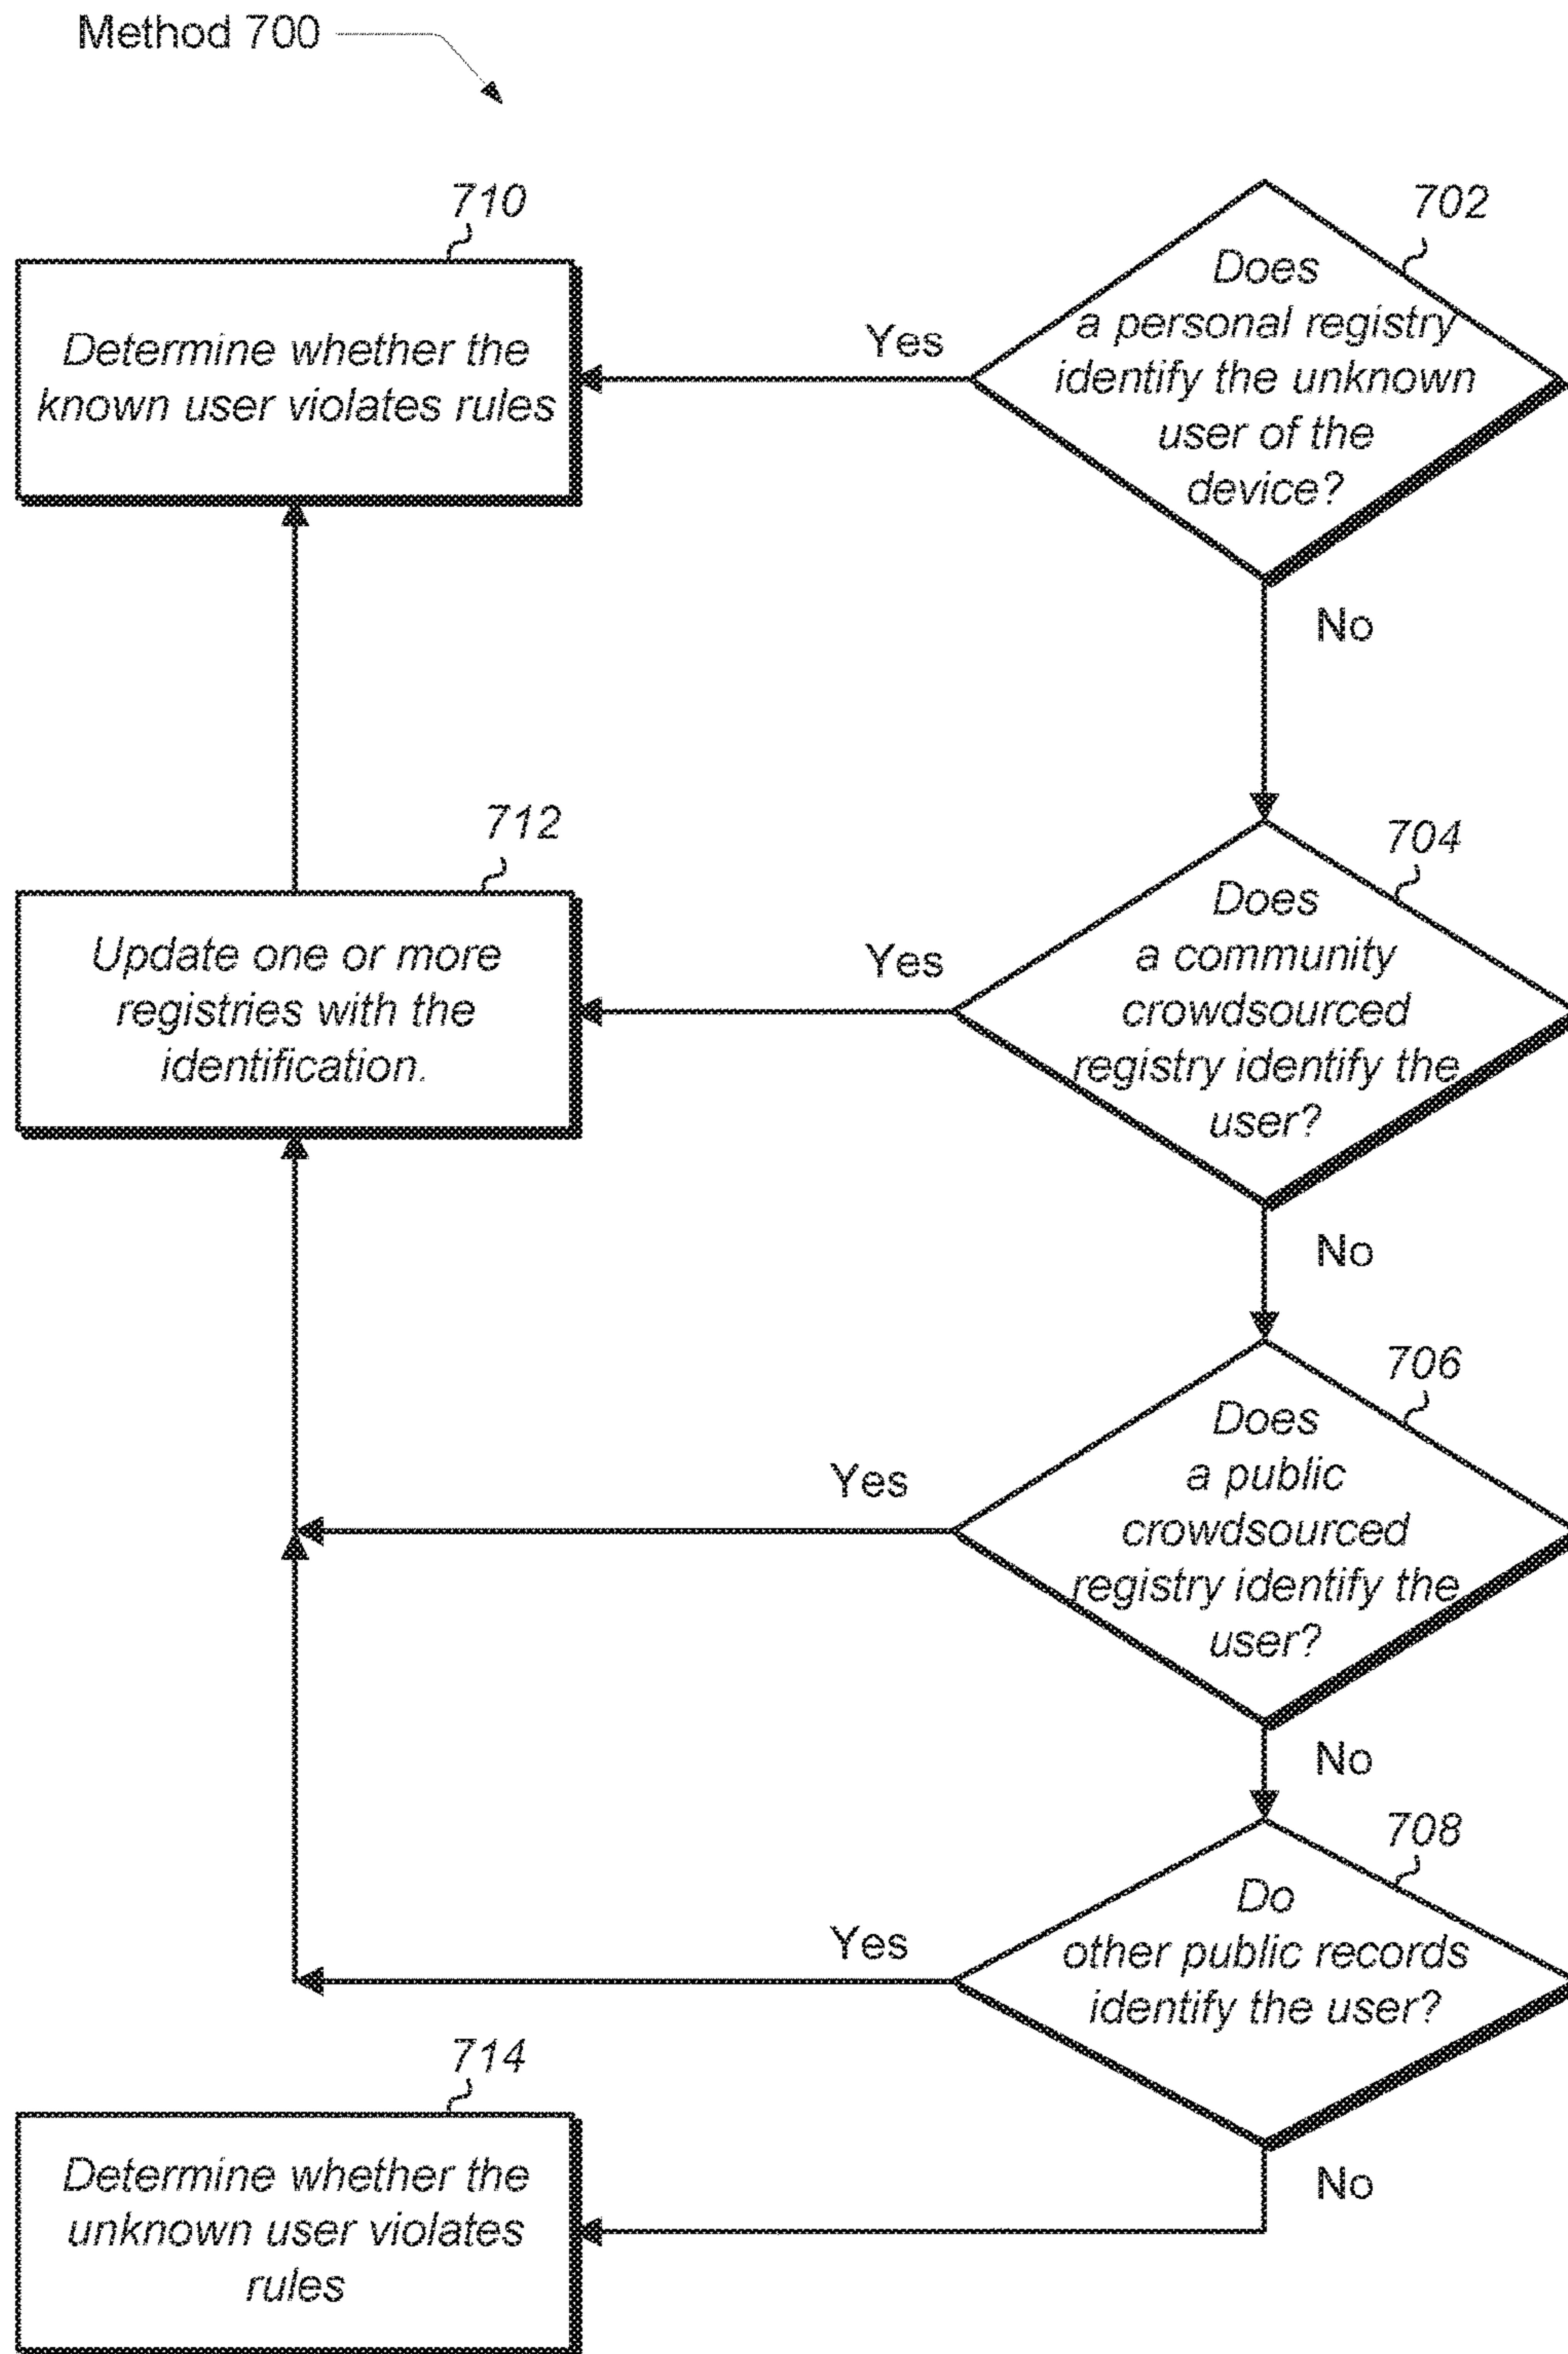 Method 700
710
Determine whether the
known user violates rules
702
Does
a personal registry
identify the unknown
user of the
device?
Yes
No
712
Update one or more
registries with the
identification.
704
Does
a community
crowdsourced
registry identify the
user?
Yes
No
706
Does
a public
crowdsourced
registry identify the
user?
Yes
No
708
Do
other public records
identify the user?
Yes
No
714
Determine whether the
unknown user violates
rules